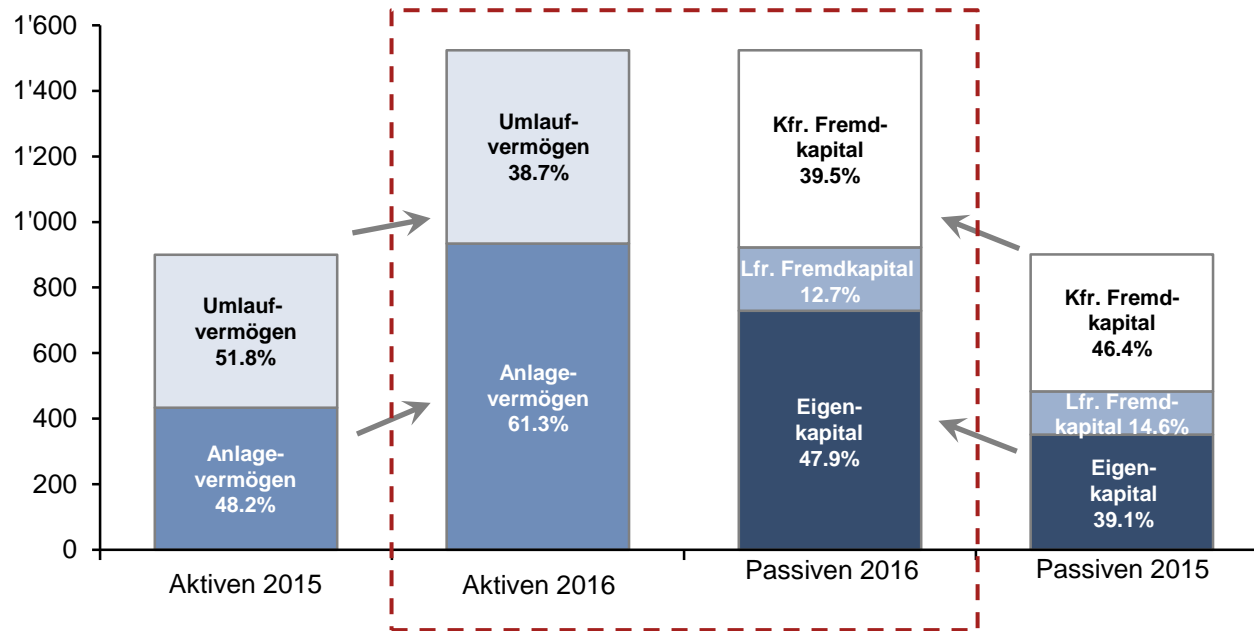 1'600
1'400
1'200
1'000
800
600
400
200
0
Umlauf-
vermögen
51.8%
Anlage-
vermögen
48.2%
Umlauf-
vermögen
38.7%
Anlage-
vermögen
61.3%
Kfr. Fremd-
kapital
39.5%
Lfr. Fremdkapital
12.7%
Eigen-
kapital
47.9%
Kfr. Fremd-
kapital
46.4%
Lfr. Fremd-
kapital 14.6%
Eigen-
kapital
39.1%
Aktiven 2015
Aktiven 2016
Passiven 2016
Passiven 2015